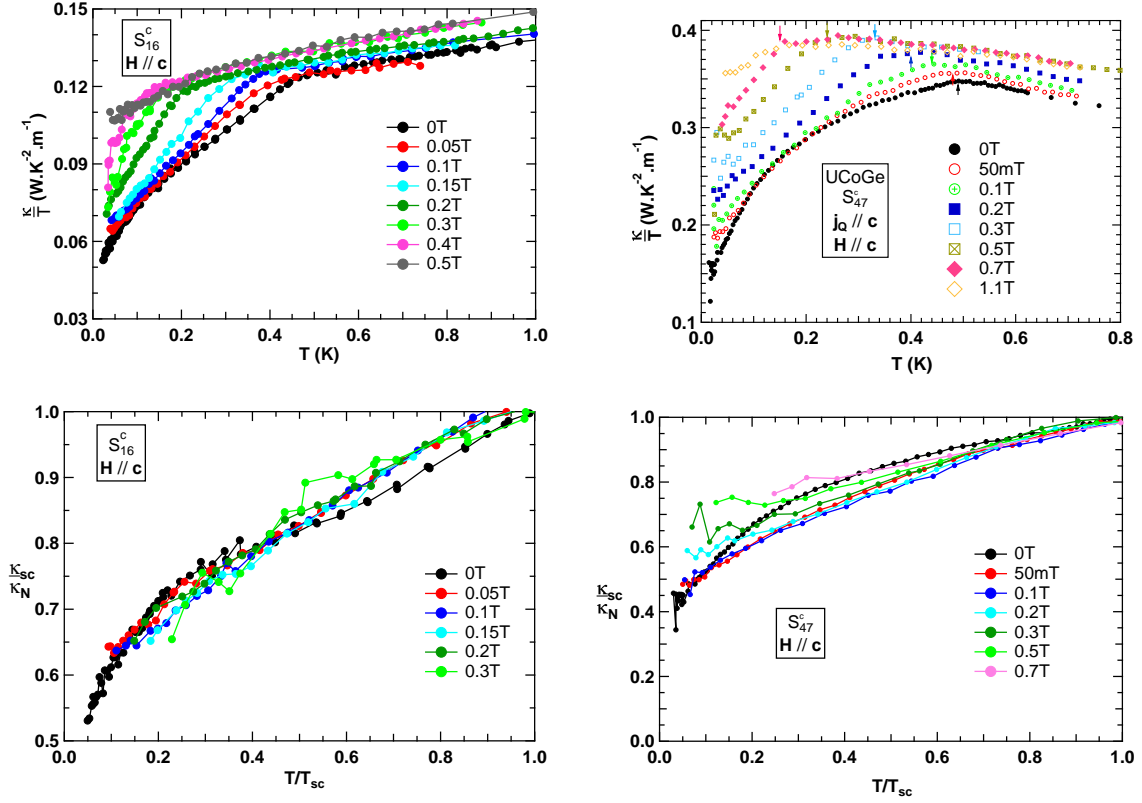 0.15
0.12
0.09
0.06
0.03
κ/T (W.K⁻².m⁻¹)
S₁₆ᶜ
H // c
0T
0.05T
0.1T
0.15T
0.2T
0.3T
0.4T
0.5T
0.0 0.2 0.4 0.6 0.8 1.0
T (K)
0.4
0.3
0.2
0.1
κ/T (W.K⁻².m⁻¹)
UCoGe
S₄₇ᶜ
j_Q // c
H // c
0T
50mT
0.1T
0.2T
0.3T
0.5T
0.7T
1.1T
0.0 0.2 0.4 0.6 0.8
T (K)
1.0
0.9
0.8
0.7
0.6
0.5
κ_sc/κ_N
S₁₆ᶜ
H // c
0T
0.05T
0.1T
0.15T
0.2T
0.3T
0.0 0.2 0.4 0.6 0.8 1.0
T/T_sc
1.0
0.8
0.6
0.4
0.2
0.0
κ_sc/κ_N
S₄₇ᶜ
H // c
0T
50mT
0.1T
0.2T
0.3T
0.5T
0.7T
0.0 0.2 0.4 0.6 0.8 1.0
T/T_sc